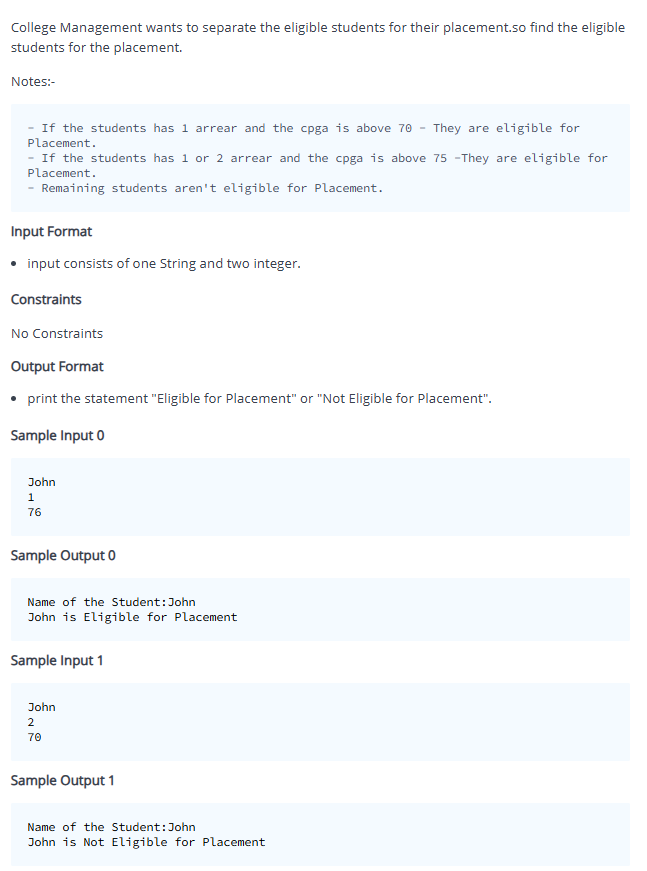 College Management wants to separate the eligible students for their placement.so find the eligible
students for the placement.
Notes:-
- If the students has 1 arrear and the cpga is above 70 - They are eligible for
Placement.
- If the students has 1 or 2 arrear and the cpga is above 75 -They are eligible for
Placement.
- Remaining students aren't eligible for Placement.
Input Format
• input consists of one String and two integer.
Constraints
No Constraints
Output Format
• print the statement "Eligible for Placement" or "Not Eligible for Placement".
Sample Input 0
John
1
76
Sample Output 0
Name of the Student:John
John is Eligible for Placement
Sample Input 1
John
2
70
Sample Output 1
Name of the Student:John
John is Not Eligible for Placement